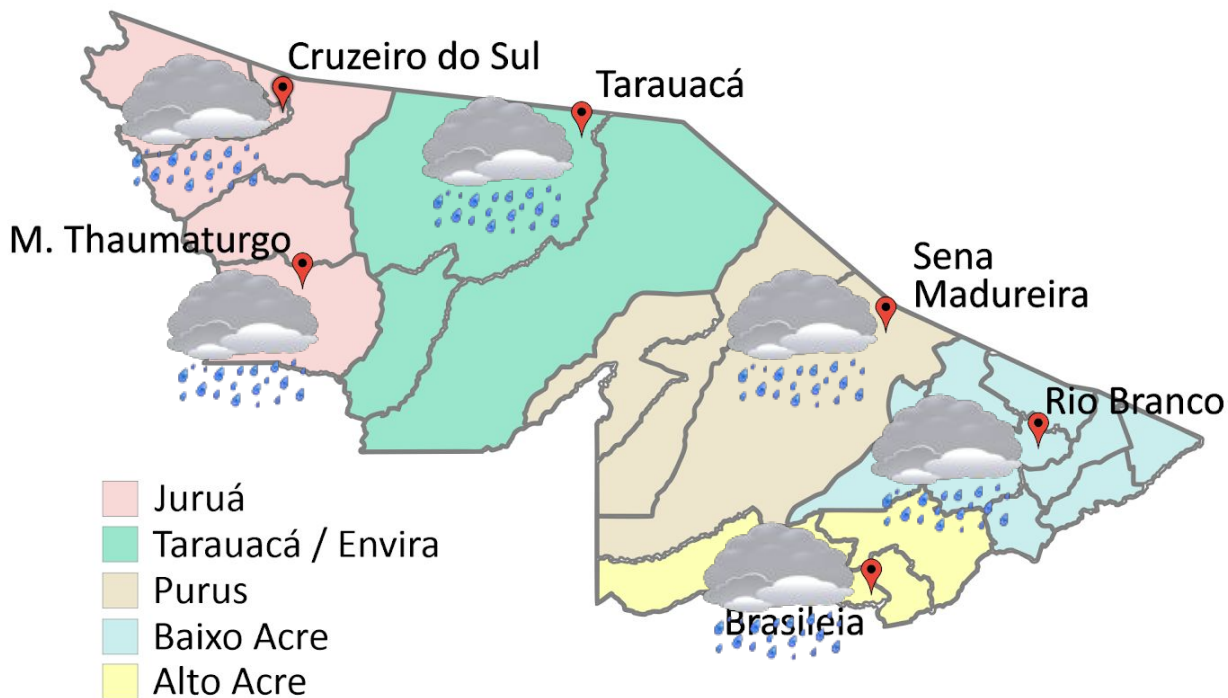 Cruzeiro do Sul
Tarauacá
M. Thaumaturgo
Sena
Madureira
Rio Branco
Brasileia
Juruá
Tarauacá / Envira
Purus
Baixo Acre
Alto Acre